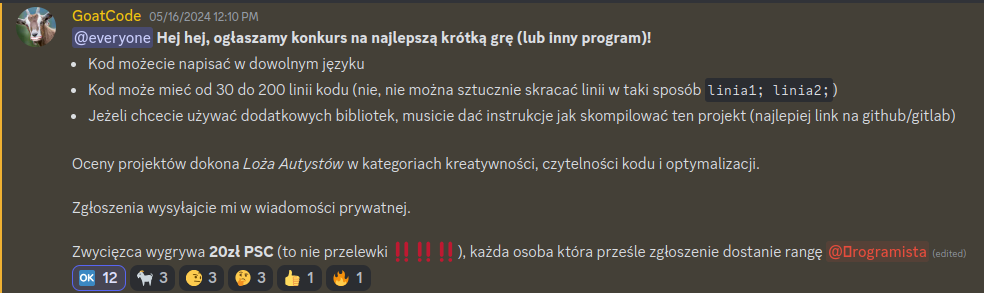 GoatCode 05/16/2024 12:10 PM
@everyone Hej hej, ogłaszamy konkurs na najlepszą krótką grę (lub inny program)!
• Kod możecie napisać w dowolnym języku
• Kod może mieć od 30 do 200 linii kodu (nie, nie można sztucznie skracać linii w taki sposób linia1; linia2;)
• Jeżeli chcecie używać dodatkowych bibliotek, musicie dać instrukcje jak skompilować ten projekt (najlepiej link na github/gitlab)
Oceny projektów dokona Loża Autystów w kategoriach kreatywności, czytelności kodu i optymalizacji.
Zgłoszenia wysyłajcie mi w wiadomości prywatnej.
Zwycięzca wygrywa 20zł PSC (to nie przelewki ‼️‼️‼️), każda osoba która prześle zgłoszenie dostanie rangę @▯rogramista (edited)
🆗 12 🐐 3 🤨 3 🤔 3 👍 1 🔥 1